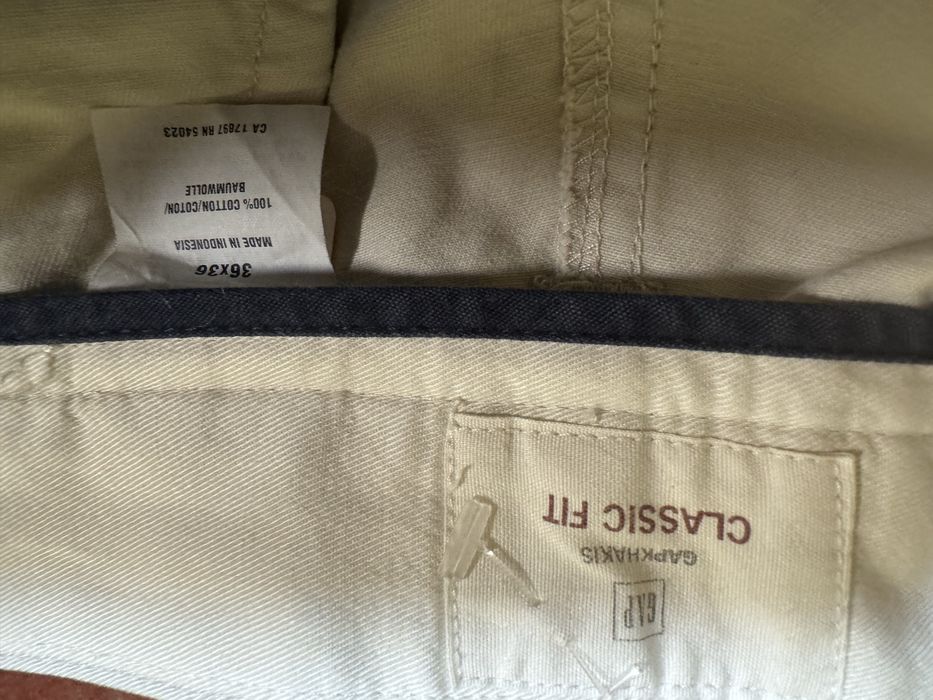 GAP
GAPKHAKIS
CLASSIC FIT
36x36
MADE IN INDONESIA
100% COTTON/COTON/
BAUMWOLLE
CA 17897 RN 54023